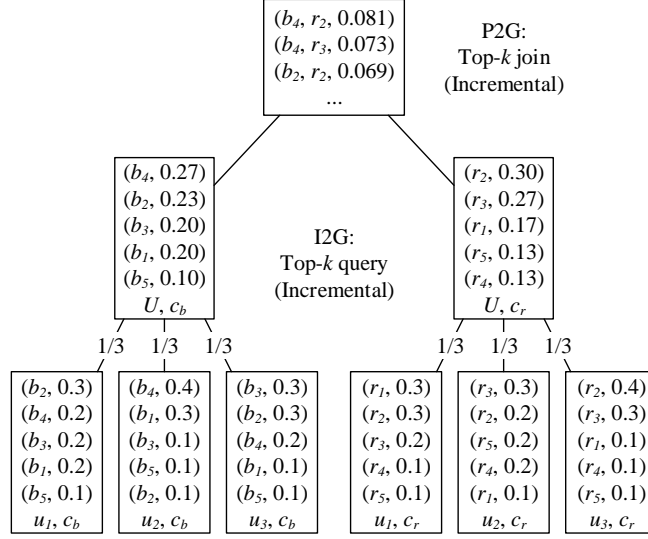 (b4, r2, 0.081)
(b4, r3, 0.073)
(b2, r2, 0.069)
...
P2G:
Top-k join
(Incremental)
(b4, 0.27)
(b2, 0.23)
(b3, 0.20)
(b1, 0.20)
(b5, 0.10)
U, cb
I2G:
Top-k query
(Incremental)
(r2, 0.30)
(r3, 0.27)
(r1, 0.17)
(r5, 0.13)
(r4, 0.13)
U, cr
1/3 1/3 1/3
1/3 1/3 1/3
(b2, 0.3)
(b4, 0.2)
(b3, 0.2)
(b1, 0.2)
(b5, 0.1)
u1, cb
(b4, 0.4)
(b1, 0.3)
(b3, 0.1)
(b5, 0.1)
(b2, 0.1)
u2, cb
(b3, 0.3)
(b2, 0.3)
(b4, 0.2)
(b1, 0.1)
(b5, 0.1)
u3, cb
(r1, 0.3)
(r2, 0.3)
(r3, 0.2)
(r4, 0.1)
(r5, 0.1)
u1, cr
(r3, 0.3)
(r2, 0.2)
(r5, 0.2)
(r4, 0.2)
(r1, 0.1)
u2, cr
(r2, 0.4)
(r3, 0.3)
(r1, 0.1)
(r4, 0.1)
(r5, 0.1)
u3, cr